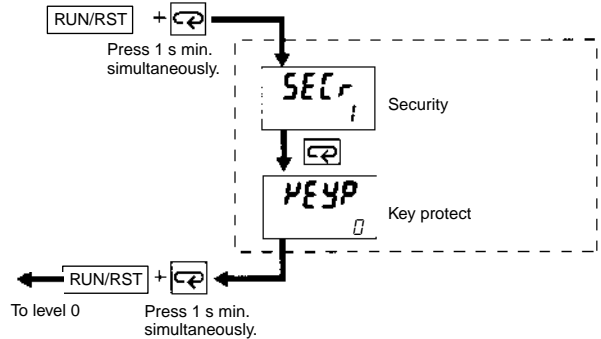 RUN/RST +
Press 1 s min.
simultaneously.
SECr
1
Security
KEYP
0
Key protect
RUN/RST +
To level 0
Press 1 s min.
simultaneously.